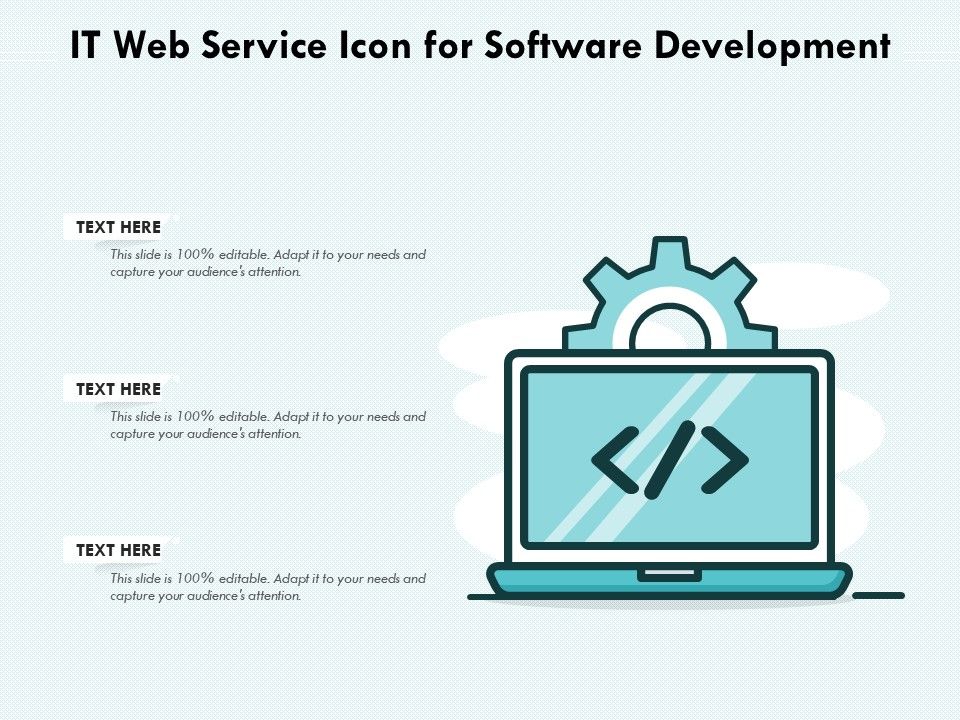 IT Web Service Icon for Software Development
TEXT HERE
This slide is 100% editable. Adapt it to your needs and
capture your audience's attention.
TEXT HERE
This slide is 100% editable. Adapt it to your needs and
capture your audience's attention.
TEXT HERE
This slide is 100% editable. Adapt it to your needs and
capture your audience's attention.
</>